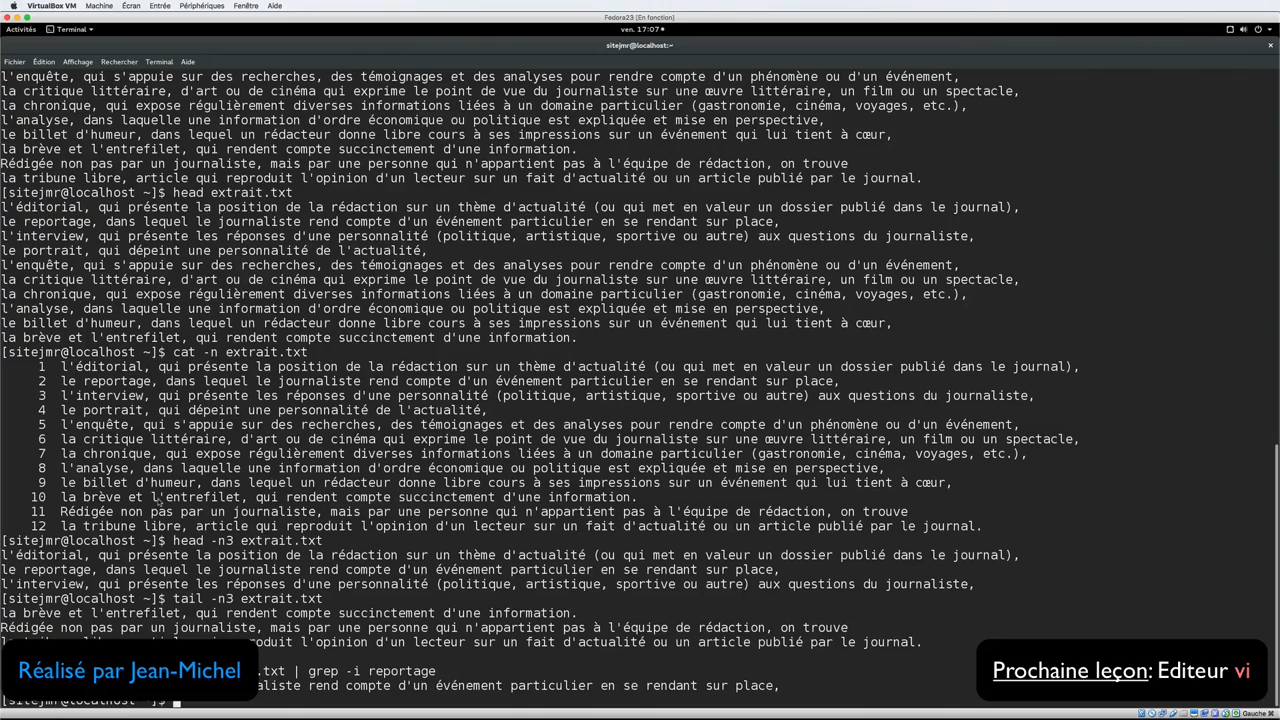 VirtualBox VM Machine Écran Entrée Périphériques Fenêtre Aide
Fedora23 [En fonction]
Activités Terminal ven. 17:07
sitejmr@localhost:~
Fichier Édition Affichage Rechercher Terminal Aide
l'enquête, qui s'appuie sur des recherches, des témoignages et des analyses pour rendre compte d'un phénomène ou d'un événement,
la critique littéraire, d'art ou de cinéma qui exprime le point de vue du journaliste sur une œuvre littéraire, un film ou un spectacle,
la chronique, qui expose régulièrement diverses informations liées à un domaine particulier (gastronomie, cinéma, voyages, etc.),
l'analyse, dans laquelle une information d'ordre économique ou politique est expliquée et mise en perspective,
le billet d'humeur, dans lequel un rédacteur donne libre cours à ses impressions sur un événement qui lui tient à cœur,
la brève et l'entrefilet, qui rendent compte succinctement d'une information.
Rédigée non pas par un journaliste, mais par une personne qui n'appartient pas à l'équipe de rédaction, on trouve
la tribune libre, article qui reproduit l'opinion d'un lecteur sur un fait d'actualité ou un article publié par le journal.
[sitejmr@localhost ~]$ head extrait.txt
l'éditorial, qui présente la position de la rédaction sur un thème d'actualité (ou qui met en valeur un dossier publié dans le journal),
le reportage, dans lequel le journaliste rend compte d'un événement particulier en se rendant sur place,
l'interview, qui présente les réponses d'une personnalité (politique, artistique, sportive ou autre) aux questions du journaliste,
le portrait, qui dépeint une personnalité de l'actualité,
l'enquête, qui s'appuie sur des recherches, des témoignages et des analyses pour rendre compte d'un phénomène ou d'un événement,
la critique littéraire, d'art ou de cinéma qui exprime le point de vue du journaliste sur une œuvre littéraire, un film ou un spectacle,
la chronique, qui expose régulièrement diverses informations liées à un domaine particulier (gastronomie, cinéma, voyages, etc.),
l'analyse, dans laquelle une information d'ordre économique ou politique est expliquée et mise en perspective,
le billet d'humeur, dans lequel un rédacteur donne libre cours à ses impressions sur un événement qui lui tient à cœur,
la brève et l'entrefilet, qui rendent compte succinctement d'une information.
[sitejmr@localhost ~]$ cat -n extrait.txt
1 l'éditorial, qui présente la position de la rédaction sur un thème d'actualité (ou qui met en valeur un dossier publié dans le journal),
2 le reportage, dans lequel le journaliste rend compte d'un événement particulier en se rendant sur place,
3 l'interview, qui présente les réponses d'une personnalité (politique, artistique, sportive ou autre) aux questions du journaliste,
4 le portrait, qui dépeint une personnalité de l'actualité,
5 l'enquête, qui s'appuie sur des recherches, des témoignages et des analyses pour rendre compte d'un phénomène ou d'un événement,
6 la critique littéraire, d'art ou de cinéma qui exprime le point de vue du journaliste sur une œuvre littéraire, un film ou un spectacle,
7 la chronique, qui expose régulièrement diverses informations liées à un domaine particulier (gastronomie, cinéma, voyages, etc.),
8 l'analyse, dans laquelle une information d'ordre économique ou politique est expliquée et mise en perspective,
9 le billet d'humeur, dans lequel un rédacteur donne libre cours à ses impressions sur un événement qui lui tient à cœur,
10 la brève et l'entrefilet, qui rendent compte succinctement d'une information.
11 Rédigée non pas par un journaliste, mais par une personne qui n'appartient pas à l'équipe de rédaction, on trouve
12 la tribune libre, article qui reproduit l'opinion d'un lecteur sur un fait d'actualité ou un article publié par le journal.
[sitejmr@localhost ~]$ head -n3 extrait.txt
l'éditorial, qui présente la position de la rédaction sur un thème d'actualité (ou qui met en valeur un dossier publié dans le journal),
le reportage, dans lequel le journaliste rend compte d'un événement particulier en se rendant sur place,
l'interview, qui présente les réponses d'une personnalité (politique, artistique, sportive ou autre) aux questions du journaliste,
[sitejmr@localhost ~]$ tail -n3 extrait.txt
la brève et l'entrefilet, qui rendent compte succinctement d'une information.
Rédigée non pas par un journaliste, mais par une personne qui n'appartient pas à l'équipe de rédaction, on trouve
l'opinion d'un lecteur sur un fait d'actualité ou un article publié par le journal.
.txt | grep -i reportage
rend compte d'un événement particulier en se rendant sur place,
Réalisé par Jean-Michel
Prochaine leçon: Editeur vi
Gauche ⌘